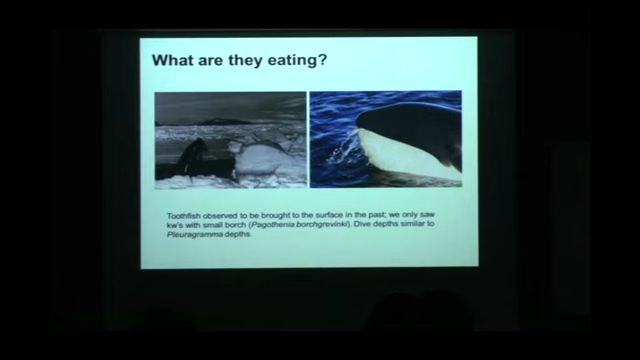 What are they eating?
Toothfish observed to be brought to the surface in the past; we only saw
kw's with small borch (Pagothenia borchgrevinki). Dive depths similar to
Pleuragramma depths.